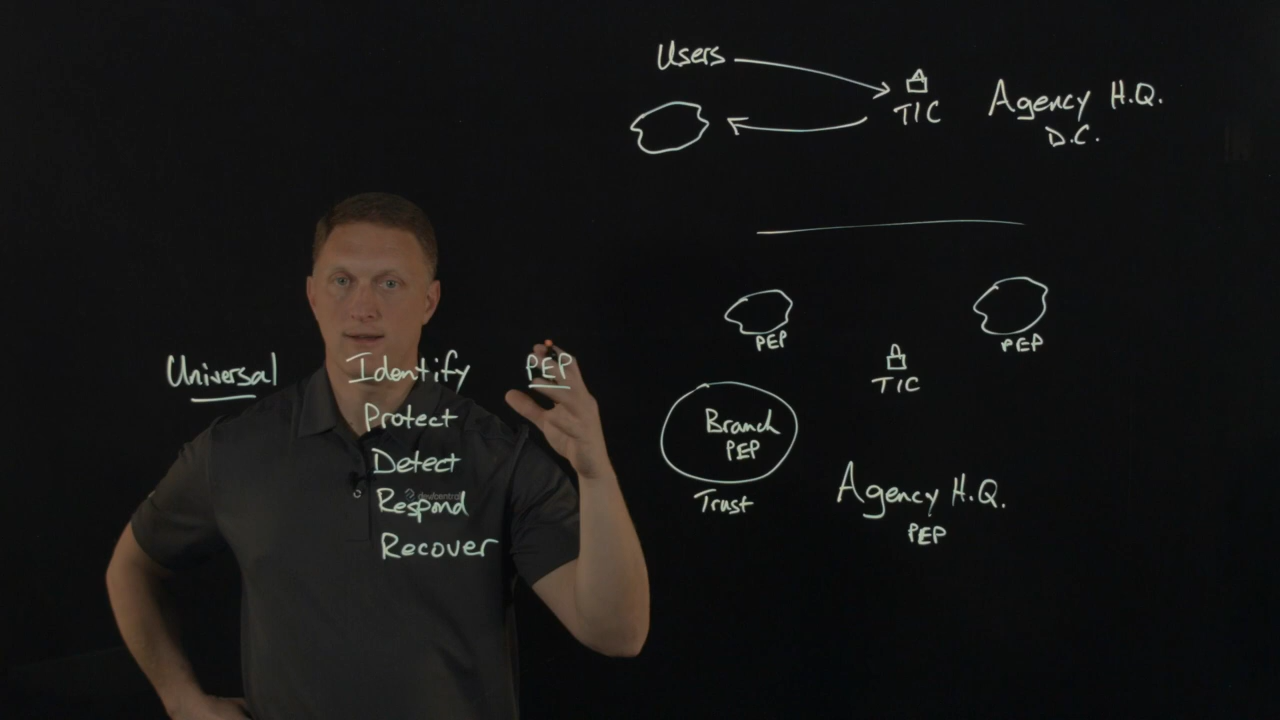 Users
TIC
Agency H.Q.
D.C.
PEP
PEP
TIC
Branch
PEP
Trust
Agency H.Q.
PEP
Universal
Identify
Protect
Detect
Respond
Recover
PEP